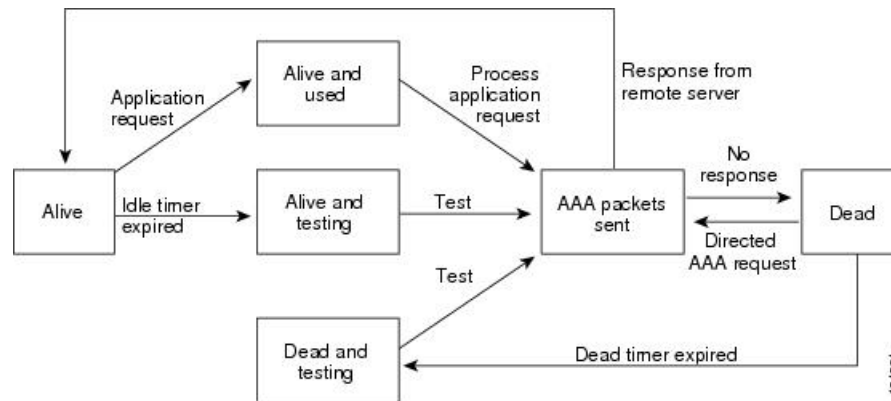 Alive and
used
Process
application
request
Response from
remote server
Application
request
Alive
Idle timer
expired
Alive and
testing
Test
AAA packets
sent
No
response
Dead
Directed
AAA request
Test
Dead and
testing
Dead timer expired